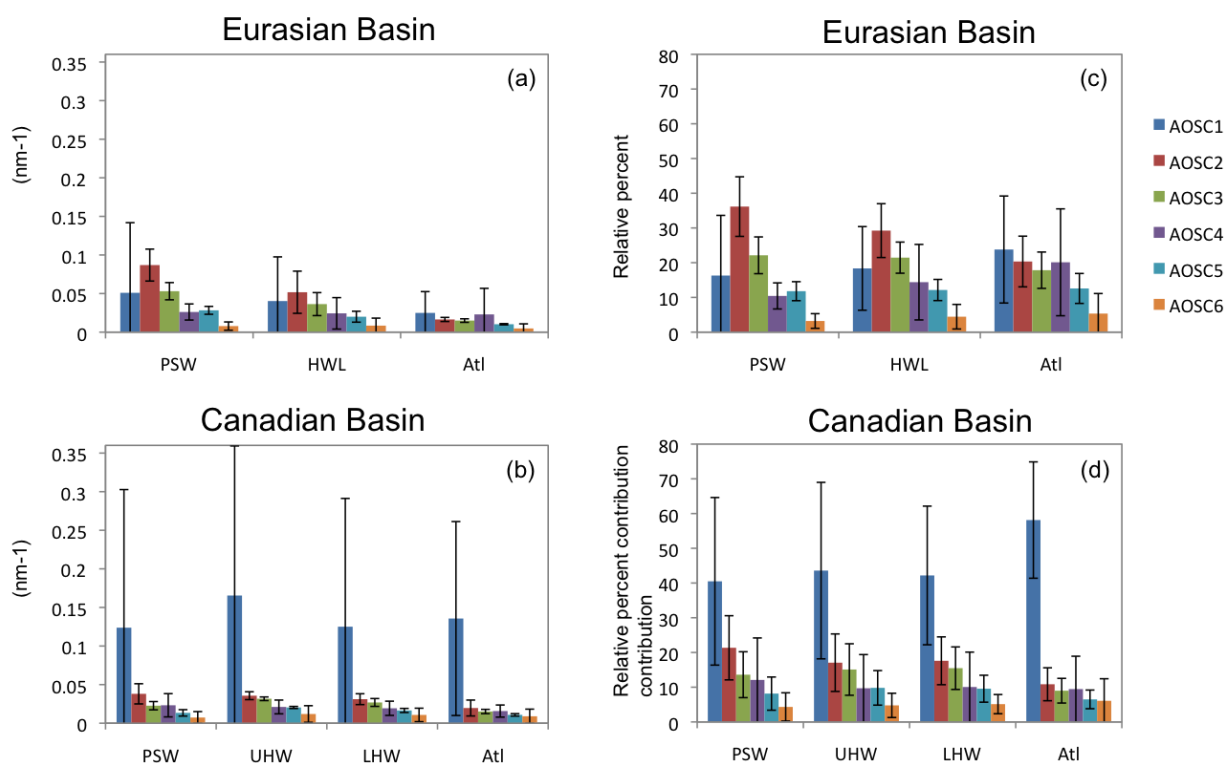 Eurasian Basin
(a)
(nm-1)
0.35
0.3
0.25
0.2
0.15
0.1
0.05
0
PSW HWL Atl
Eurasian Basin
(c)
Relative percent
80
70
60
50
40
30
20
10
0
PSW HWL Atl
AOSC1
AOSC2
AOSC3
AOSC4
AOSC5
AOSC6
Canadian Basin
(b)
(nm-1)
0.35
0.3
0.25
0.2
0.15
0.1
0.05
0
PSW UHW LHW Atl
Canadian Basin
(d)
Relative percent contribution
contribution
80
70
60
50
40
30
20
10
0
PSW UHW LHW Atl